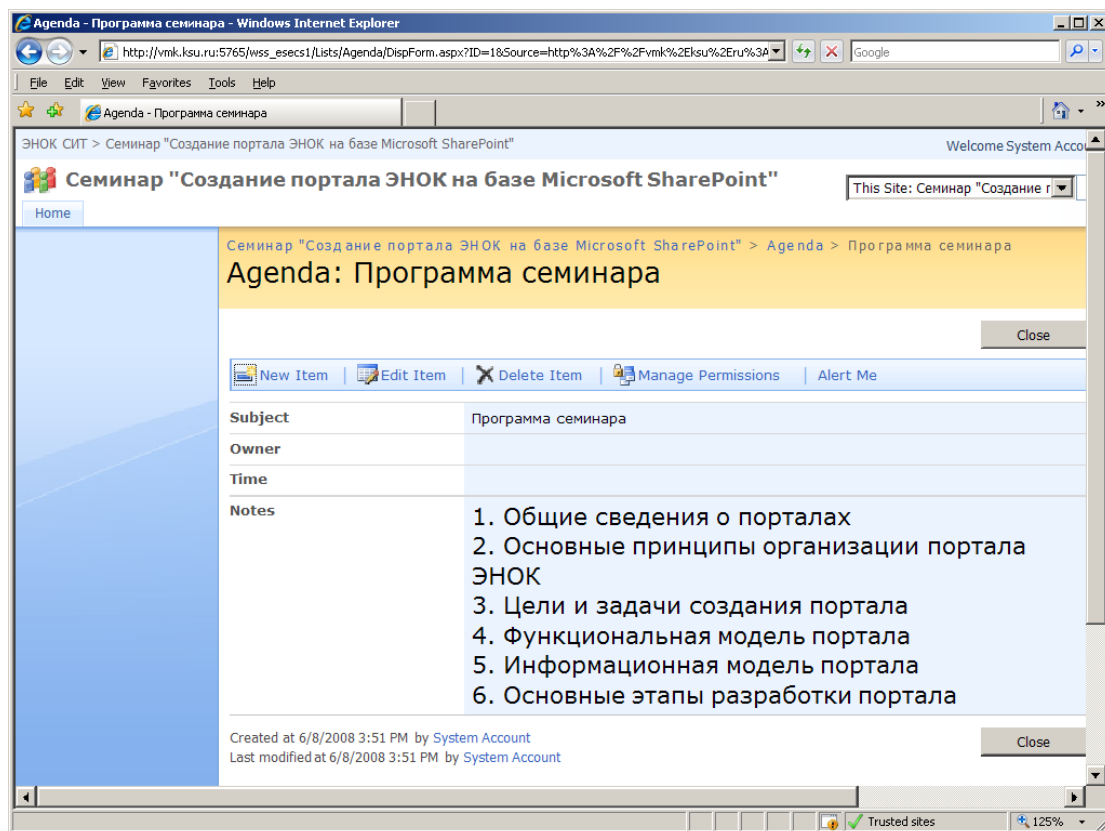 Agenda - Программа семинара - Windows Internet Explorer
http://vmk.ksu.ru:5765/wss_esecs1/Lists/Agenda/DispForm.aspx?ID=1&Source=http%3A%2F%2Fvmk%2Eksu%2Eru%3A
Google
File Edit View Favorites Tools Help
Agenda - Программа семинара
ЭНОК СИТ > Семинар "Создание портала ЭНОК на базе Microsoft SharePoint"
Welcome System Accou
Семинар "Создание портала ЭНОК на базе Microsoft SharePoint"
This Site: Семинар "Создание г
Home
Семинар "Создание портала ЭНОК на базе Microsoft SharePoint" > Agenda > Программа семинара
Agenda: Программа семинара
Close
New Item | Edit Item | Delete Item | Manage Permissions | Alert Me
Subject Программа семинара
Owner
Time
Notes
1. Общие сведения о порталах
2. Основные принципы организации портала
ЭНОК
3. Цели и задачи создания портала
4. Функциональная модель портала
5. Информационная модель портала
6. Основные этапы разработки портала
Created at 6/8/2008 3:51 PM by System Account
Close
Last modified at 6/8/2008 3:51 PM by System Account
Trusted sites
125%